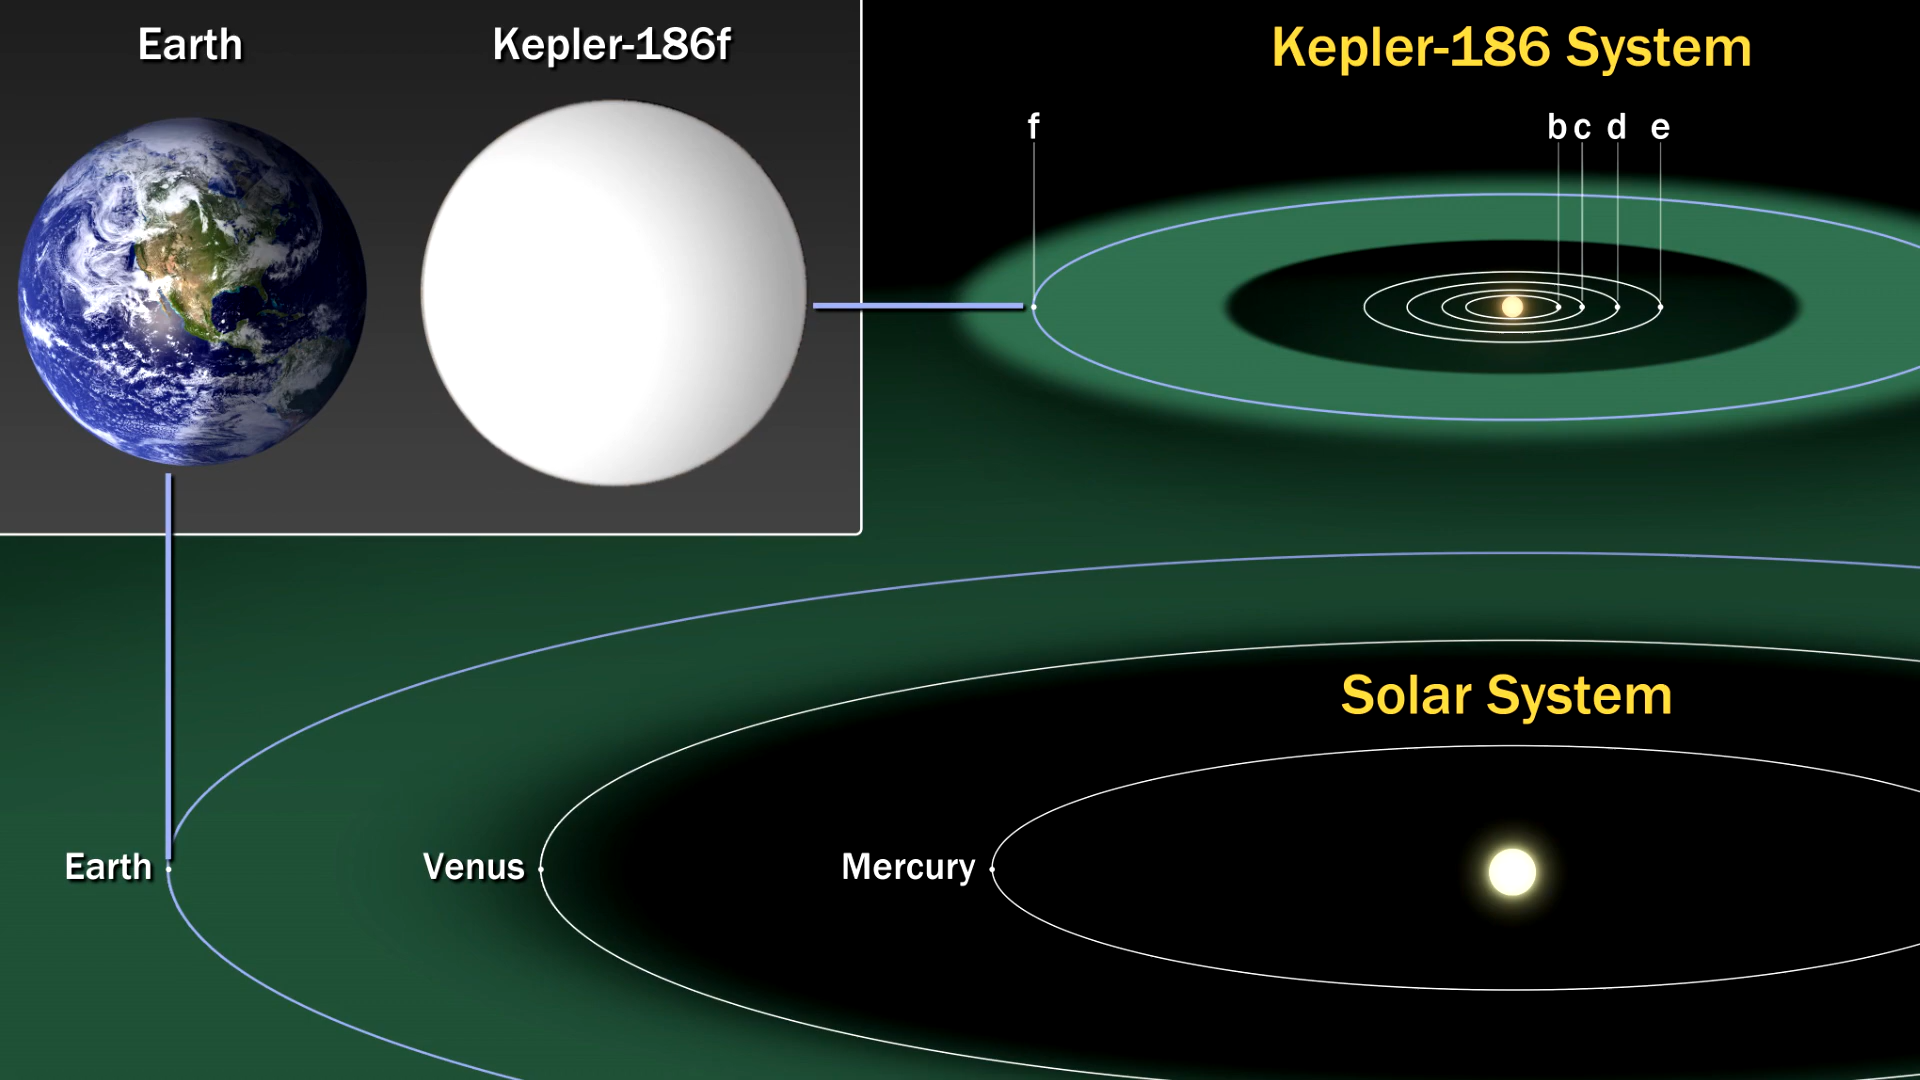 Earth
Kepler-186f
Kepler-186 System
f
b c d e
Solar System
Earth
Venus
Mercury